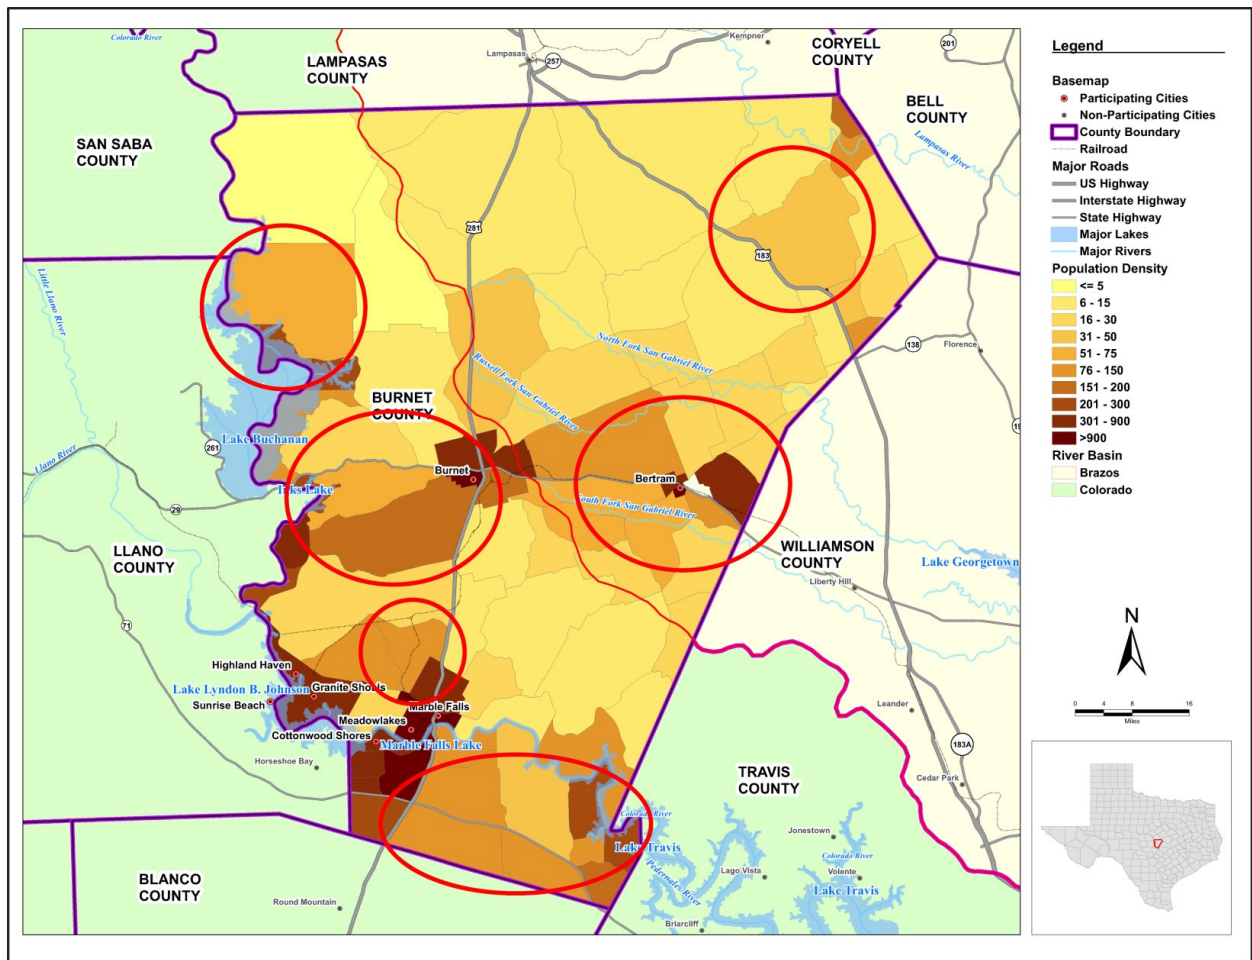 Colorado River
Kempner
CORYELL
COUNTY
201
Lampasas
257
LAMPASAS
COUNTY
BELL
COUNTY
SAN SABA
COUNTY
Lampasas River
281
183
Little Llano River
North Fork San Gabriel River
138
Florence
Russell Fork San Gabriel River
BURNET
COUNTY
19
Lake Buchanan
261
Llano River
Burnet
Bertram
Inks Lake
29
South Fork San Gabriel River
LLANO
COUNTY
WILLIAMSON
COUNTY
Lake Georgetown
Liberty Hill
71
Highland Haven
Lake Lyndon B. Johnson
Granite Shoals
Sunrise Beach
Marble Falls
Meadowlakes
Cottonwood Shores
Marble Falls Lake
Horseshoe Bay
Leander
183A
Cedar Park
TRAVIS
COUNTY
Colorado River
Jonestown
Lake Travis
Colorado River
Pedernales River
Lago Vista
Volente
Lake Travis
BLANCO
COUNTY
Round Mountain
Briarcliff
Legend
Basemap
Participating Cities
Non-Participating Cities
County Boundary
Railroad
Major Roads
US Highway
Interstate Highway
State Highway
Major Lakes
Major Rivers
Population Density
<= 5
6 - 15
16 - 30
31 - 50
51 - 75
76 - 150
151 - 200
201 - 300
301 - 900
>900
River Basin
Brazos
Colorado
N
0 4 8 16
Miles